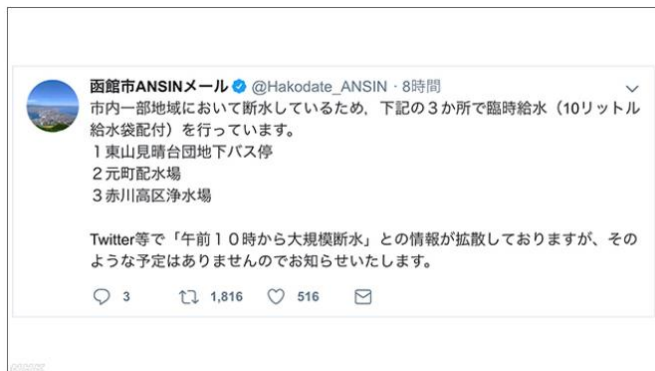 函館市ANSINメール @Hakodate_ANSIN · 8時間
市内一部地域において断水しているため，下記の３か所で臨時給水（10リットル
給水袋配付）を行っています。
１東山見晴台団地下バス停
２元町配水場
３赤川高区浄水場
Twitter等で「午前１０時から大規模断水」との情報が拡散しておりますが、その
ような予定はありませんのでお知らせいたします。
3 1,816 516